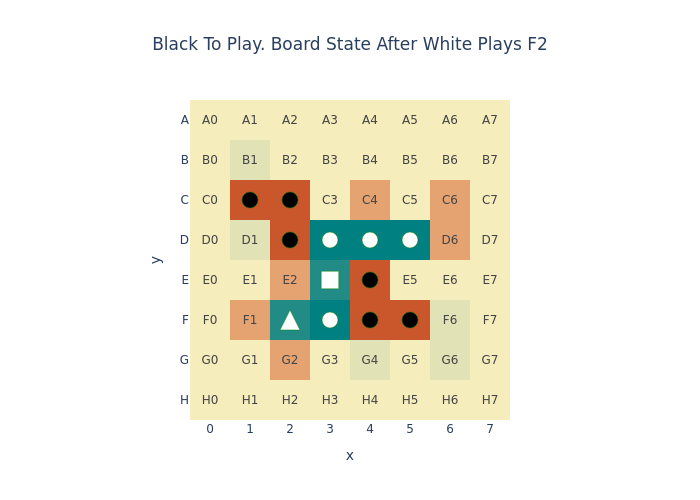 Black To Play. Board State After White Plays F2
A A0 A1 A2 A3 A4 A5 A6 A7
B B0 B1 B2 B3 B4 B5 B6 B7
C C0 C3 C4 C5 C6 C7
D D0 D1 D6 D7
y
E E0 E1 E2 E5 E6 E7
F F0 F1 F6 F7
G G0 G1 G2 G3 G4 G5 G6 G7
H H0 H1 H2 H3 H4 H5 H6 H7
0 1 2 3 4 5 6 7
x